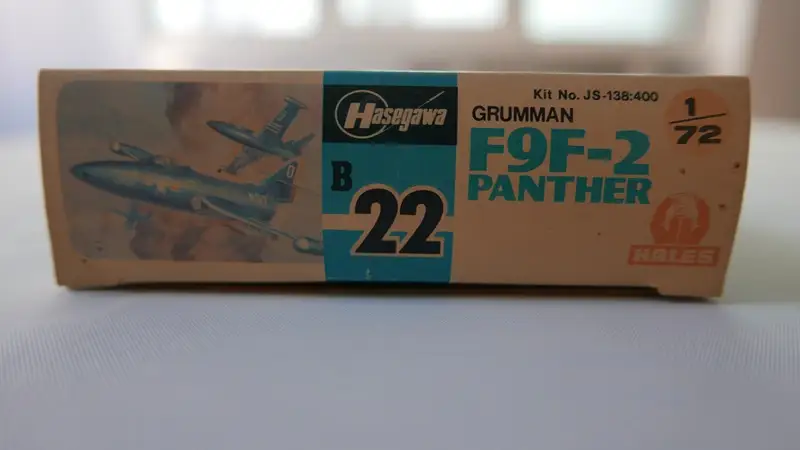 Hasegawa
B
22
Kit No. JS-138:400
GRUMMAN
F9F-2
PANTHER
1/72
HALES